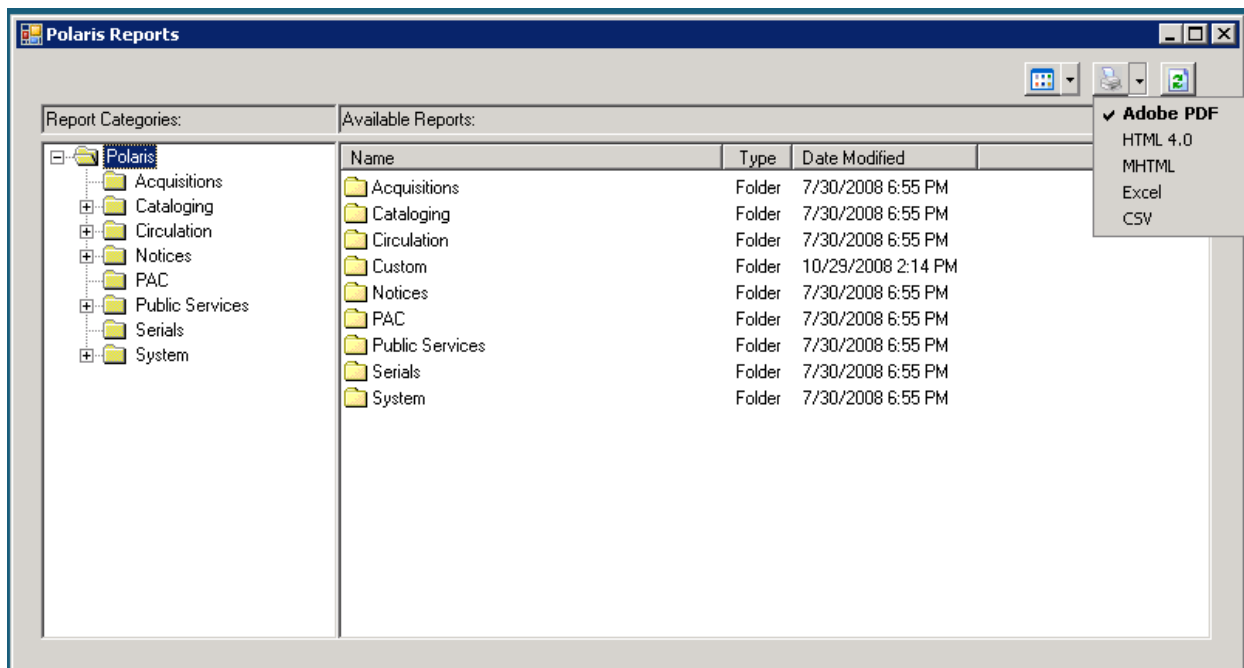 Polaris Reports
Report Categories:
Available Reports:
Adobe PDF
HTML 4.0
MHTML
Excel
CSV
Polaris
Acquisitions
Cataloging
Circulation
Notices
PAC
Public Services
Serials
System
Name Type Date Modified
Acquisitions Folder 7/30/2008 6:55 PM
Cataloging Folder 7/30/2008 6:55 PM
Circulation Folder 7/30/2008 6:55 PM
Custom Folder 10/29/2008 2:14 PM
Notices Folder 7/30/2008 6:55 PM
PAC Folder 7/30/2008 6:55 PM
Public Services Folder 7/30/2008 6:55 PM
Serials Folder 7/30/2008 6:55 PM
System Folder 7/30/2008 6:55 PM